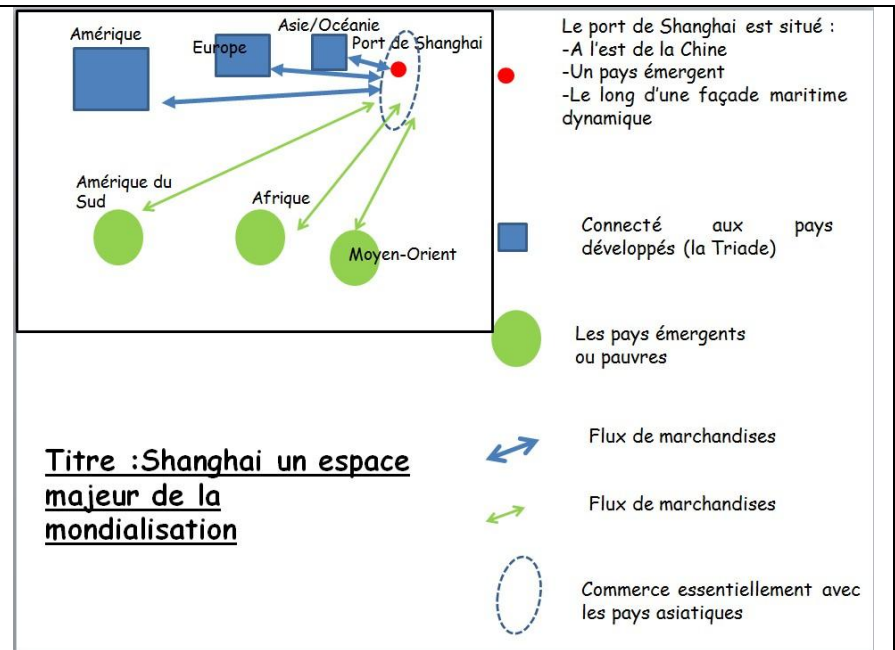 Amérique
Europe
Asie/Océanie
Port de Shanghai
Amérique du
Sud
Afrique
Moyen-Orient
Titre :Shanghai un espace
majeur de la
mondialisation
Le port de Shanghai est situé :
-A l’est de la Chine
-Un pays émergent
-Le long d’une façade maritime
dynamique
Connecté aux pays
développés (la Triade)
Les pays émergents
ou pauvres
Flux de marchandises
Flux de marchandises
Commerce essentiellement avec
les pays asiatiques